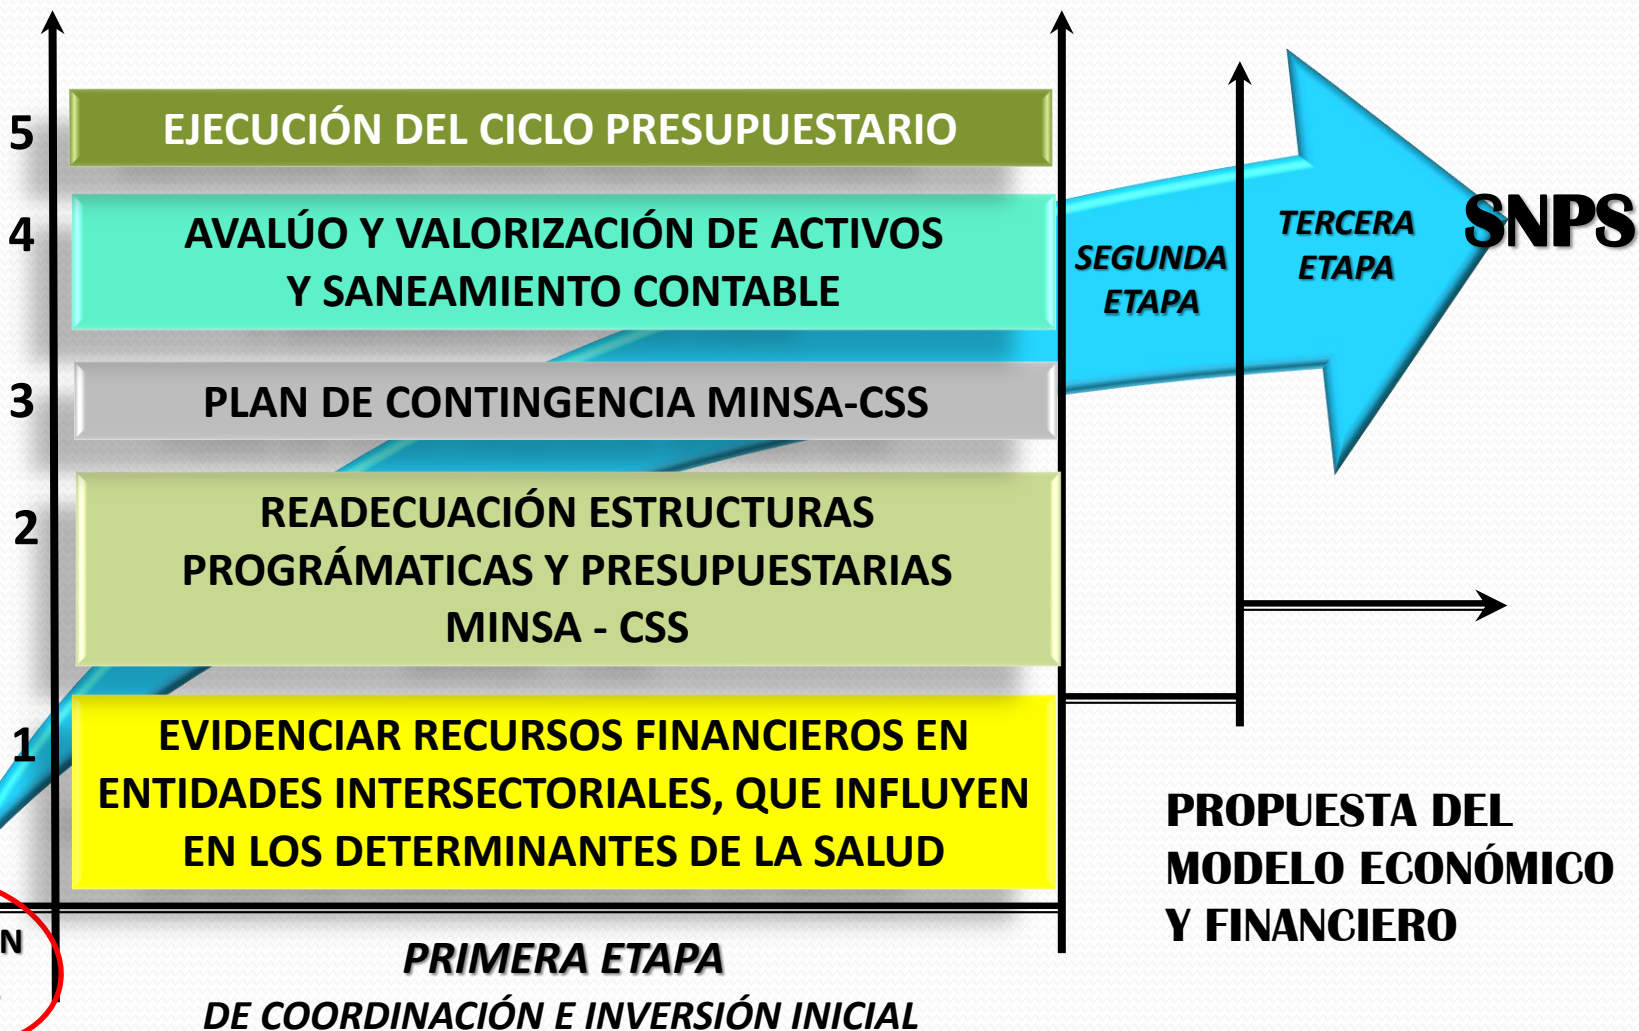 5
EJECUCIÓN DEL CICLO PRESUPUESTARIO
4
AVALÚO Y VALORIZACIÓN DE ACTIVOS
Y SANEAMIENTO CONTABLE
3
PLAN DE CONTINGENCIA MINSA-CSS
2
READECUACIÓN ESTRUCTURAS
PROGRÁMATICAS Y PRESUPUESTARIAS
MINSA - CSS
1
EVIDENCIAR RECURSOS FINANCIEROS EN
ENTIDADES INTERSECTORIALES, QUE INFLUYEN
EN LOS DETERMINANTES DE LA SALUD
PRIMERA ETAPA
DE COORDINACIÓN E INVERSIÓN INICIAL
SEGUNDA
ETAPA
TERCERA
ETAPA
SNPS
PROPUESTA DEL
MODELO ECONÓMICO
Y FINANCIERO